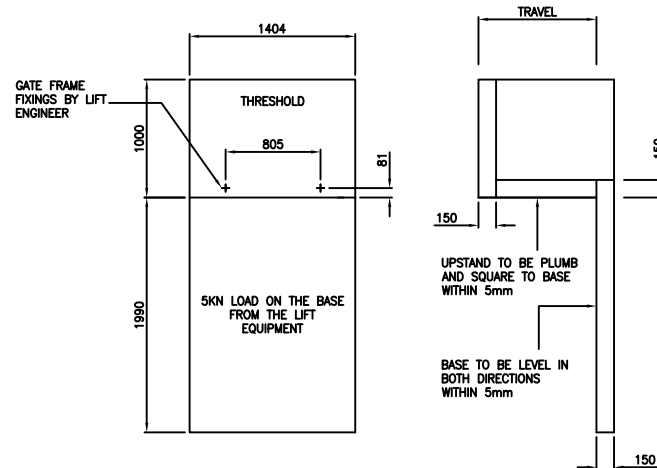 1404
TRAVEL
GATE FRAME
FIXINGS BY LIFT
ENGINEER
THRESHOLD
1000
805
81
150
150
UPSTAND TO BE PLUMB
AND SQUARE TO BASE
WITHIN 5mm
1990
5KN LOAD ON THE BASE
FROM THE LIFT
EQUIPMENT
BASE TO BE LEVEL IN
BOTH DIRECTIONS
WITHIN 5mm
150